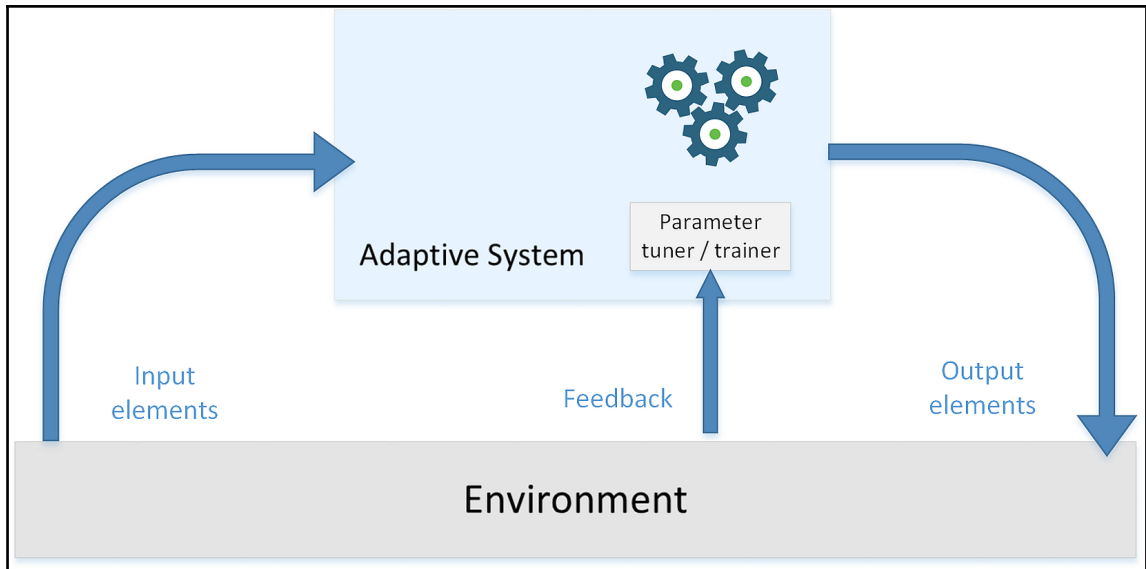 Parameter
tuner / trainer
Adaptive System
Input
elements
Feedback
Output
elements
Environment